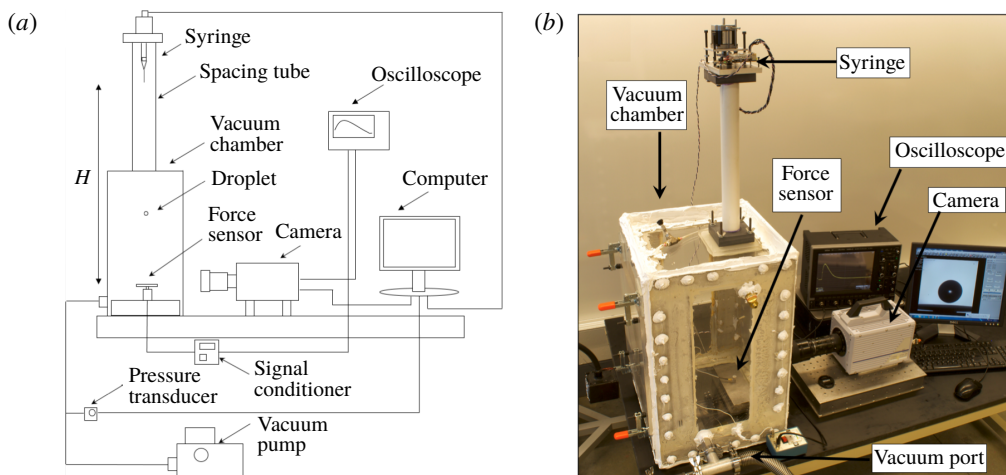 (a)
Syringe
Spacing tube
Oscilloscope
Vacuum
chamber
H
Droplet
Computer
Force
sensor
Camera
Signal
conditioner
Pressure
transducer
Vacuum
pump
(b)
Syringe
Vacuum
chamber
Oscilloscope
Force
sensor
Camera
Vacuum port